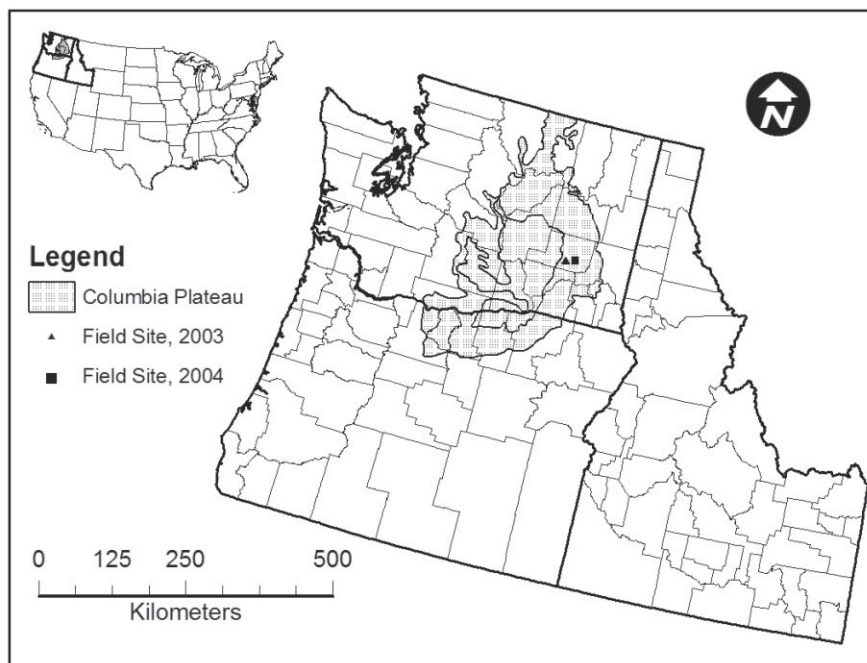 N
Legend
Columbia Plateau
Field Site, 2003
Field Site, 2004
0 125 250 500
Kilometers